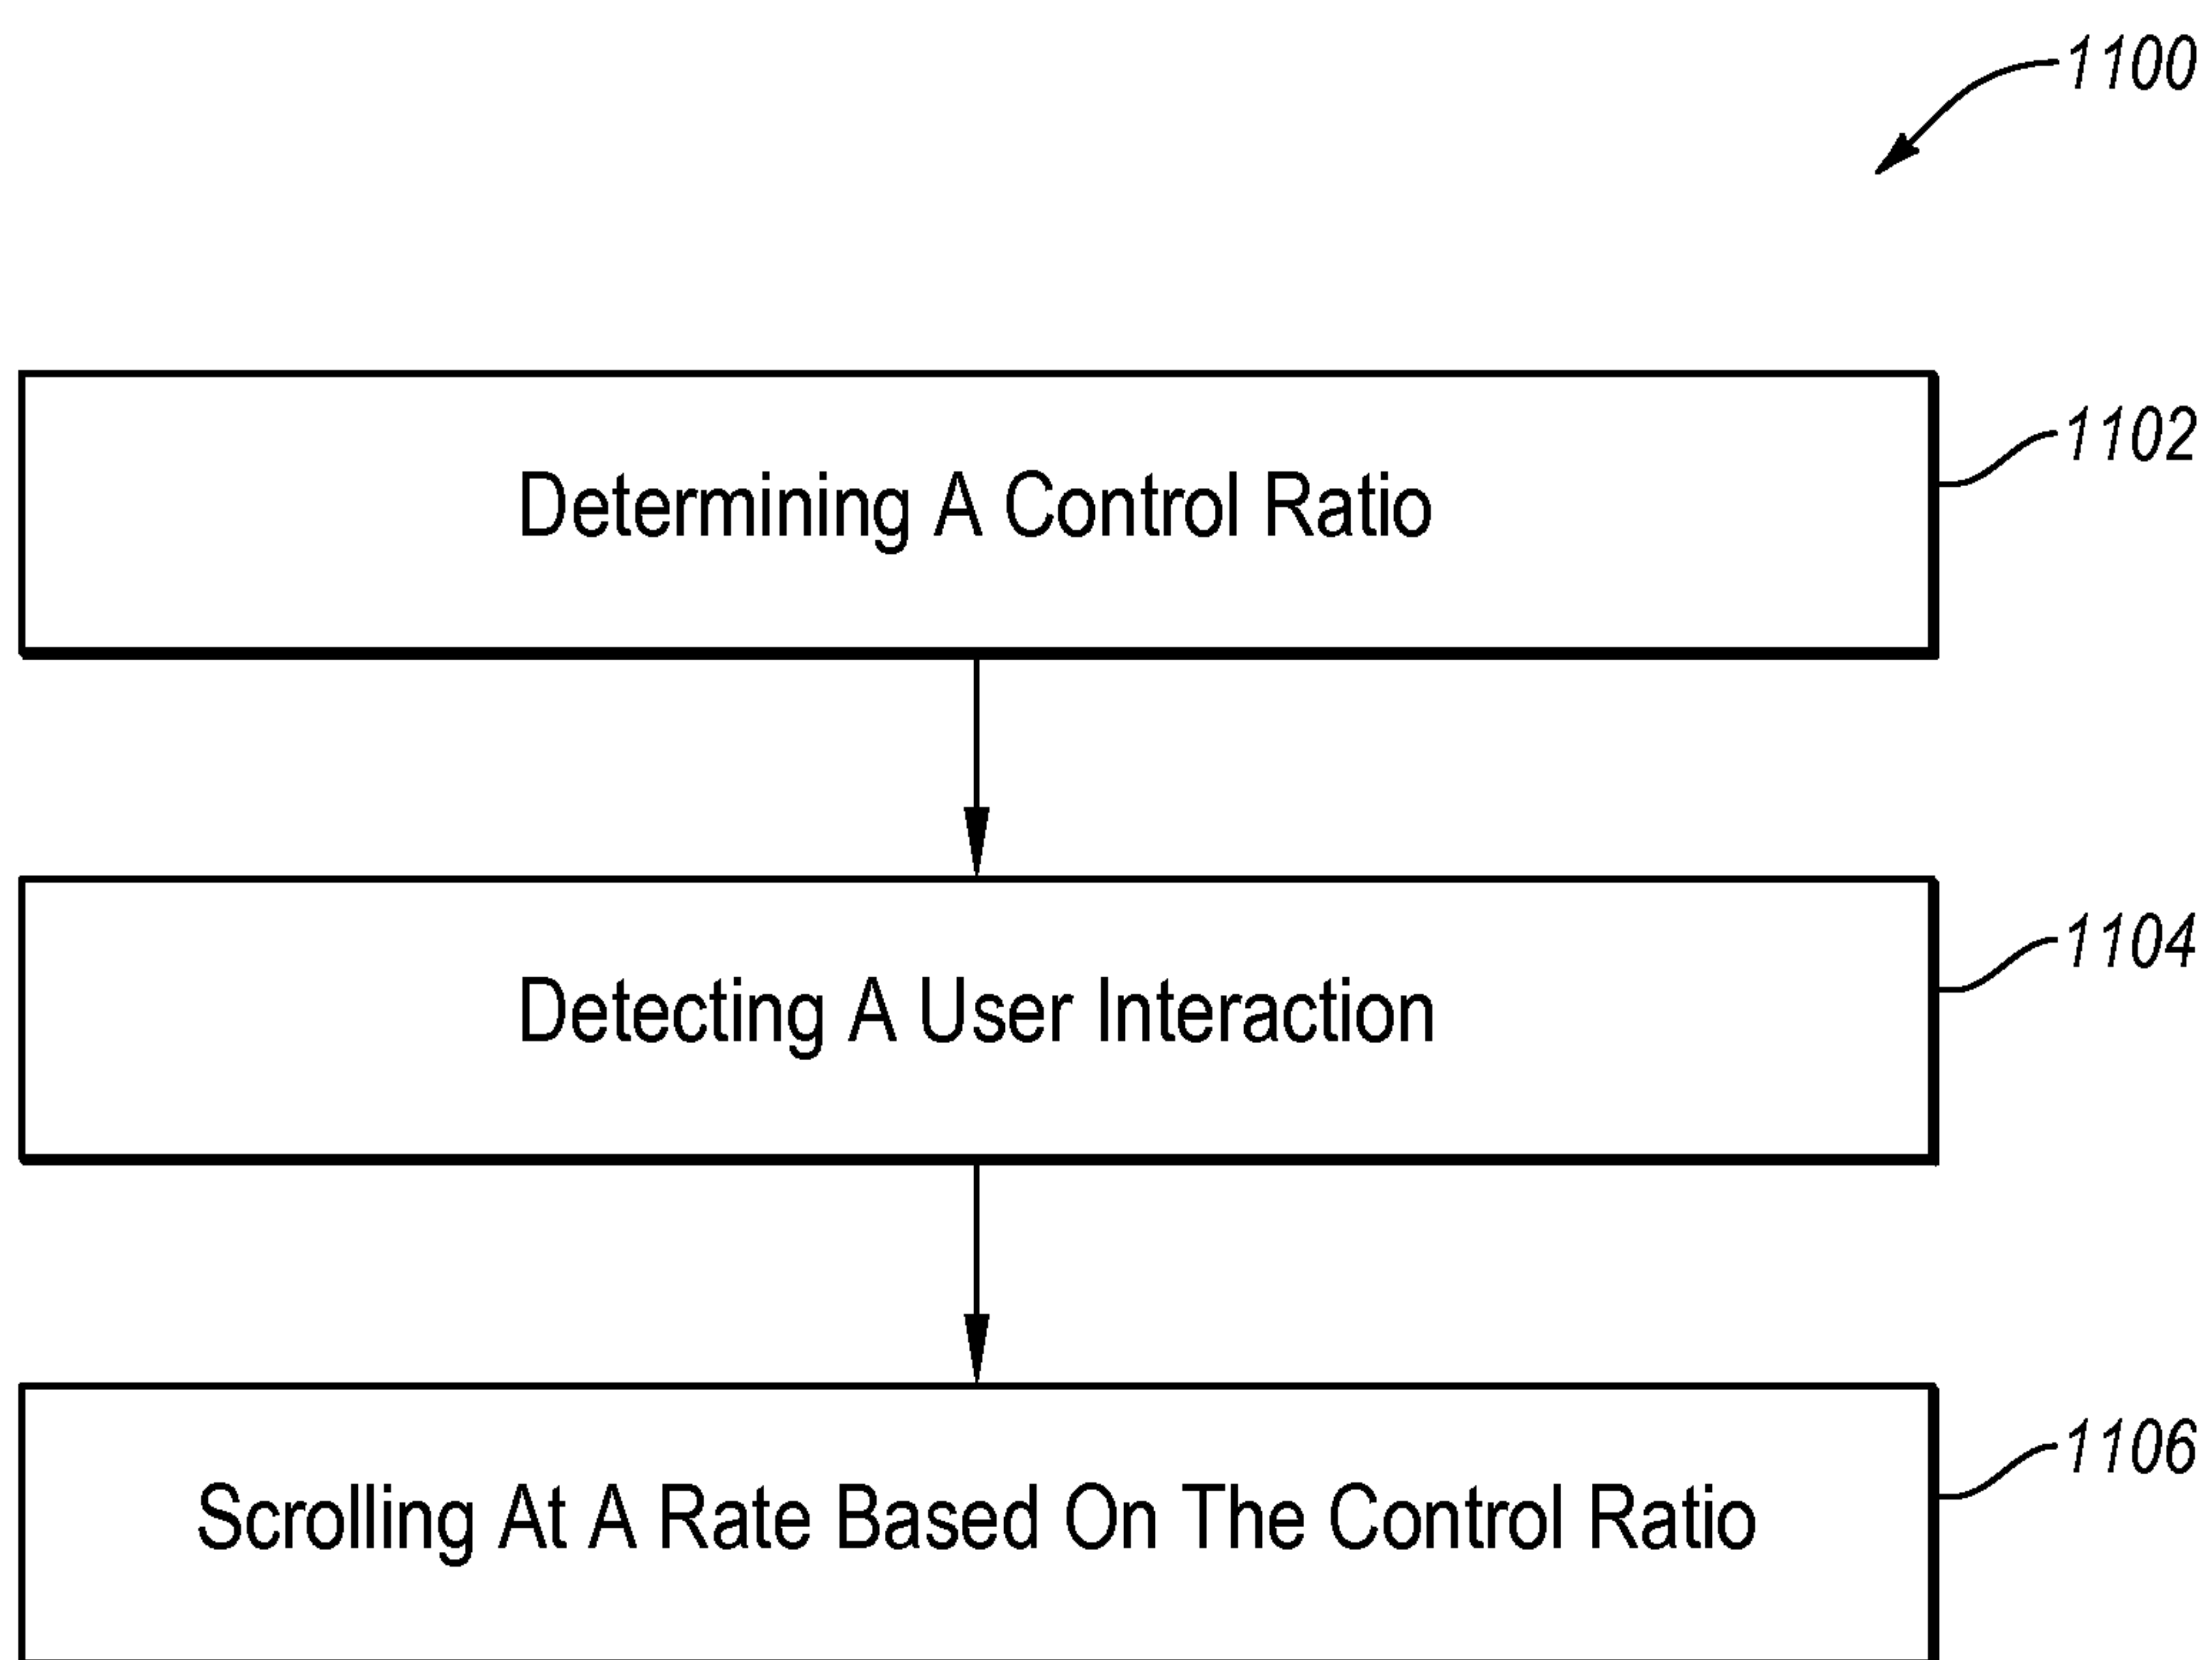 1100
Determining A Control Ratio
1102
Detecting A User Interaction
1104
Scrolling At A Rate Based On The Control Ratio
1106